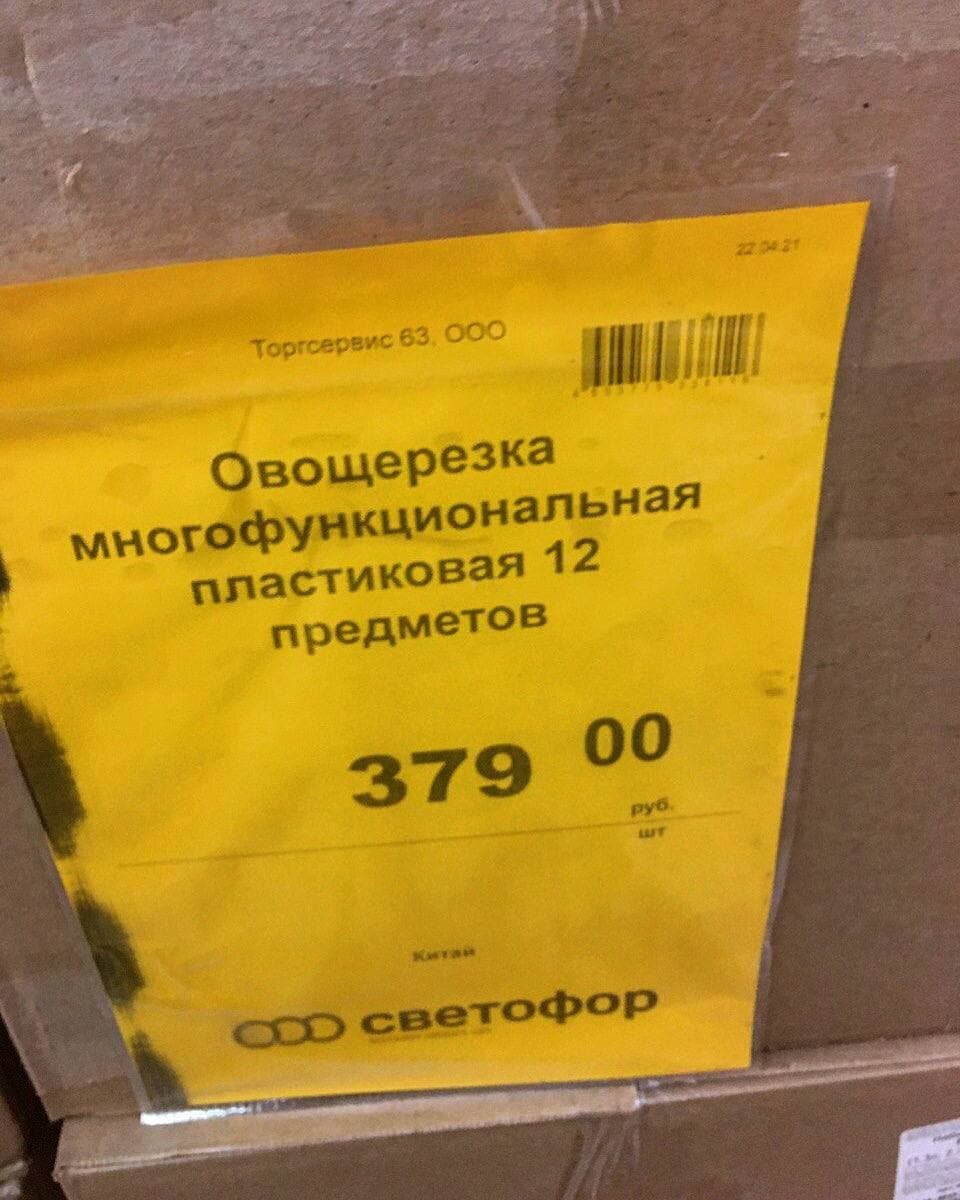 22.04.21
Торгсервис 63, ООО
Овощерезка
многофункциональная
пластиковая 12
предметов
379 00
руб.
шт
Китай
светофор